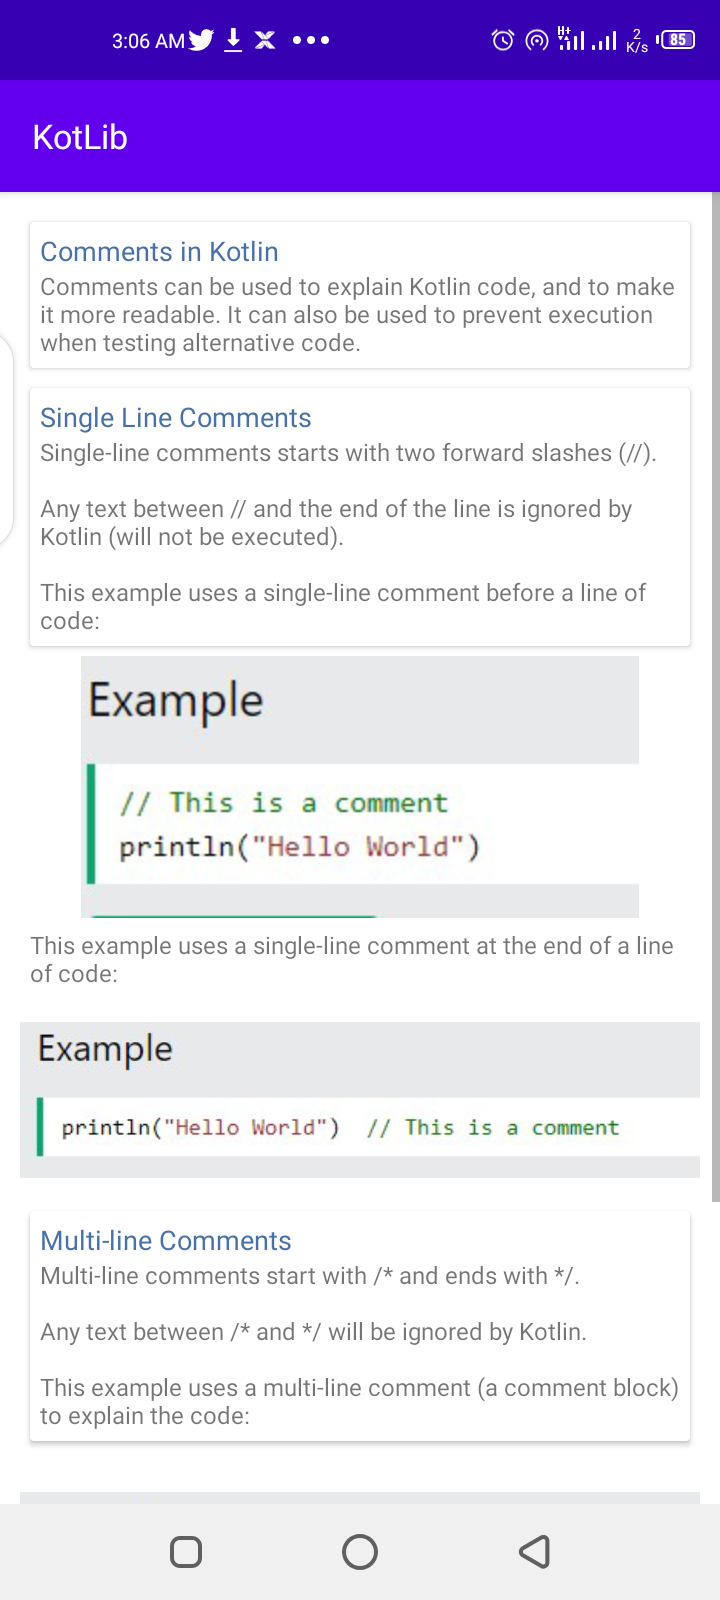 3:06 AM
H+
2
K/s
85
KotLib
Comments in Kotlin
Comments can be used to explain Kotlin code, and to make
it more readable. It can also be used to prevent execution
when testing alternative code.
Single Line Comments
Single-line comments starts with two forward slashes (//).
Any text between // and the end of the line is ignored by
Kotlin (will not be executed).
This example uses a single-line comment before a line of
code:
Example
// This is a comment
println("Hello World")
This example uses a single-line comment at the end of a line
of code:
Example
println("Hello World")  // This is a comment
Multi-line Comments
Multi-line comments start with /* and ends with */.
Any text between /* and */ will be ignored by Kotlin.
This example uses a multi-line comment (a comment block)
to explain the code: